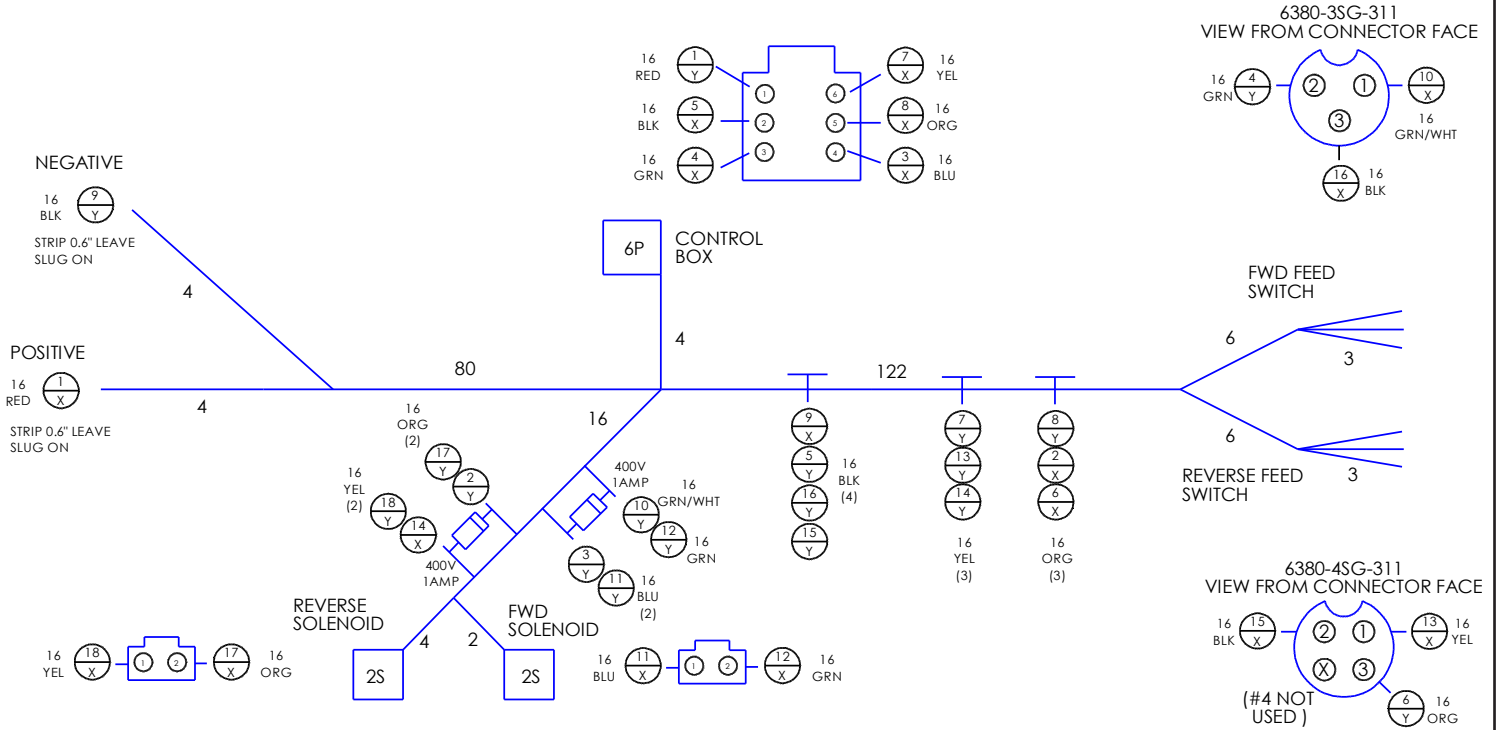 6380-3SG-311
VIEW FROM CONNECTOR FACE
16
GRN
4
Y
2
1
3
10
X
16
GRN/WHT
16
X
16
BLK
16
RED
1
Y
1
6
7
X
16
YEL
16
BLK
5
X
2
5
8
X
16
ORG
16
GRN
4
X
3
4
3
X
16
BLU
NEGATIVE
16
BLK
9
Y
STRIP 0.6" LEAVE
SLUG ON
4
6P
CONTROL
BOX
4
POSITIVE
16
RED
1
X
STRIP 0.6" LEAVE
SLUG ON
4
80
122
FWD FEED
SWITCH
6
3
6
3
REVERSE FEED
SWITCH
16
16
ORG
(2)
17
Y
2
Y
16
YEL
(2)
18
Y
14
X
400V
1AMP
400V
1AMP
16
GRN/WHT
10
Y
12
Y
16
GRN
3
Y
11
Y
16
BLU
(2)
9
X
5
Y
16
Y
15
Y
16
BLK
(4)
7
Y
13
Y
14
Y
16
YEL
(3)
8
Y
2
X
6
X
16
ORG
(3)
REVERSE
SOLENOID
4
2S
2
FWD
SOLENOID
2S
16
YEL
18
X
1
2
17
X
16
ORG
16
BLU
11
X
1
2
12
X
16
GRN
6380-4SG-311
VIEW FROM CONNECTOR FACE
16
BLK
15
X
2
1
X
3
13
X
16
YEL
(#4 NOT
USED )
6
Y
16
ORG